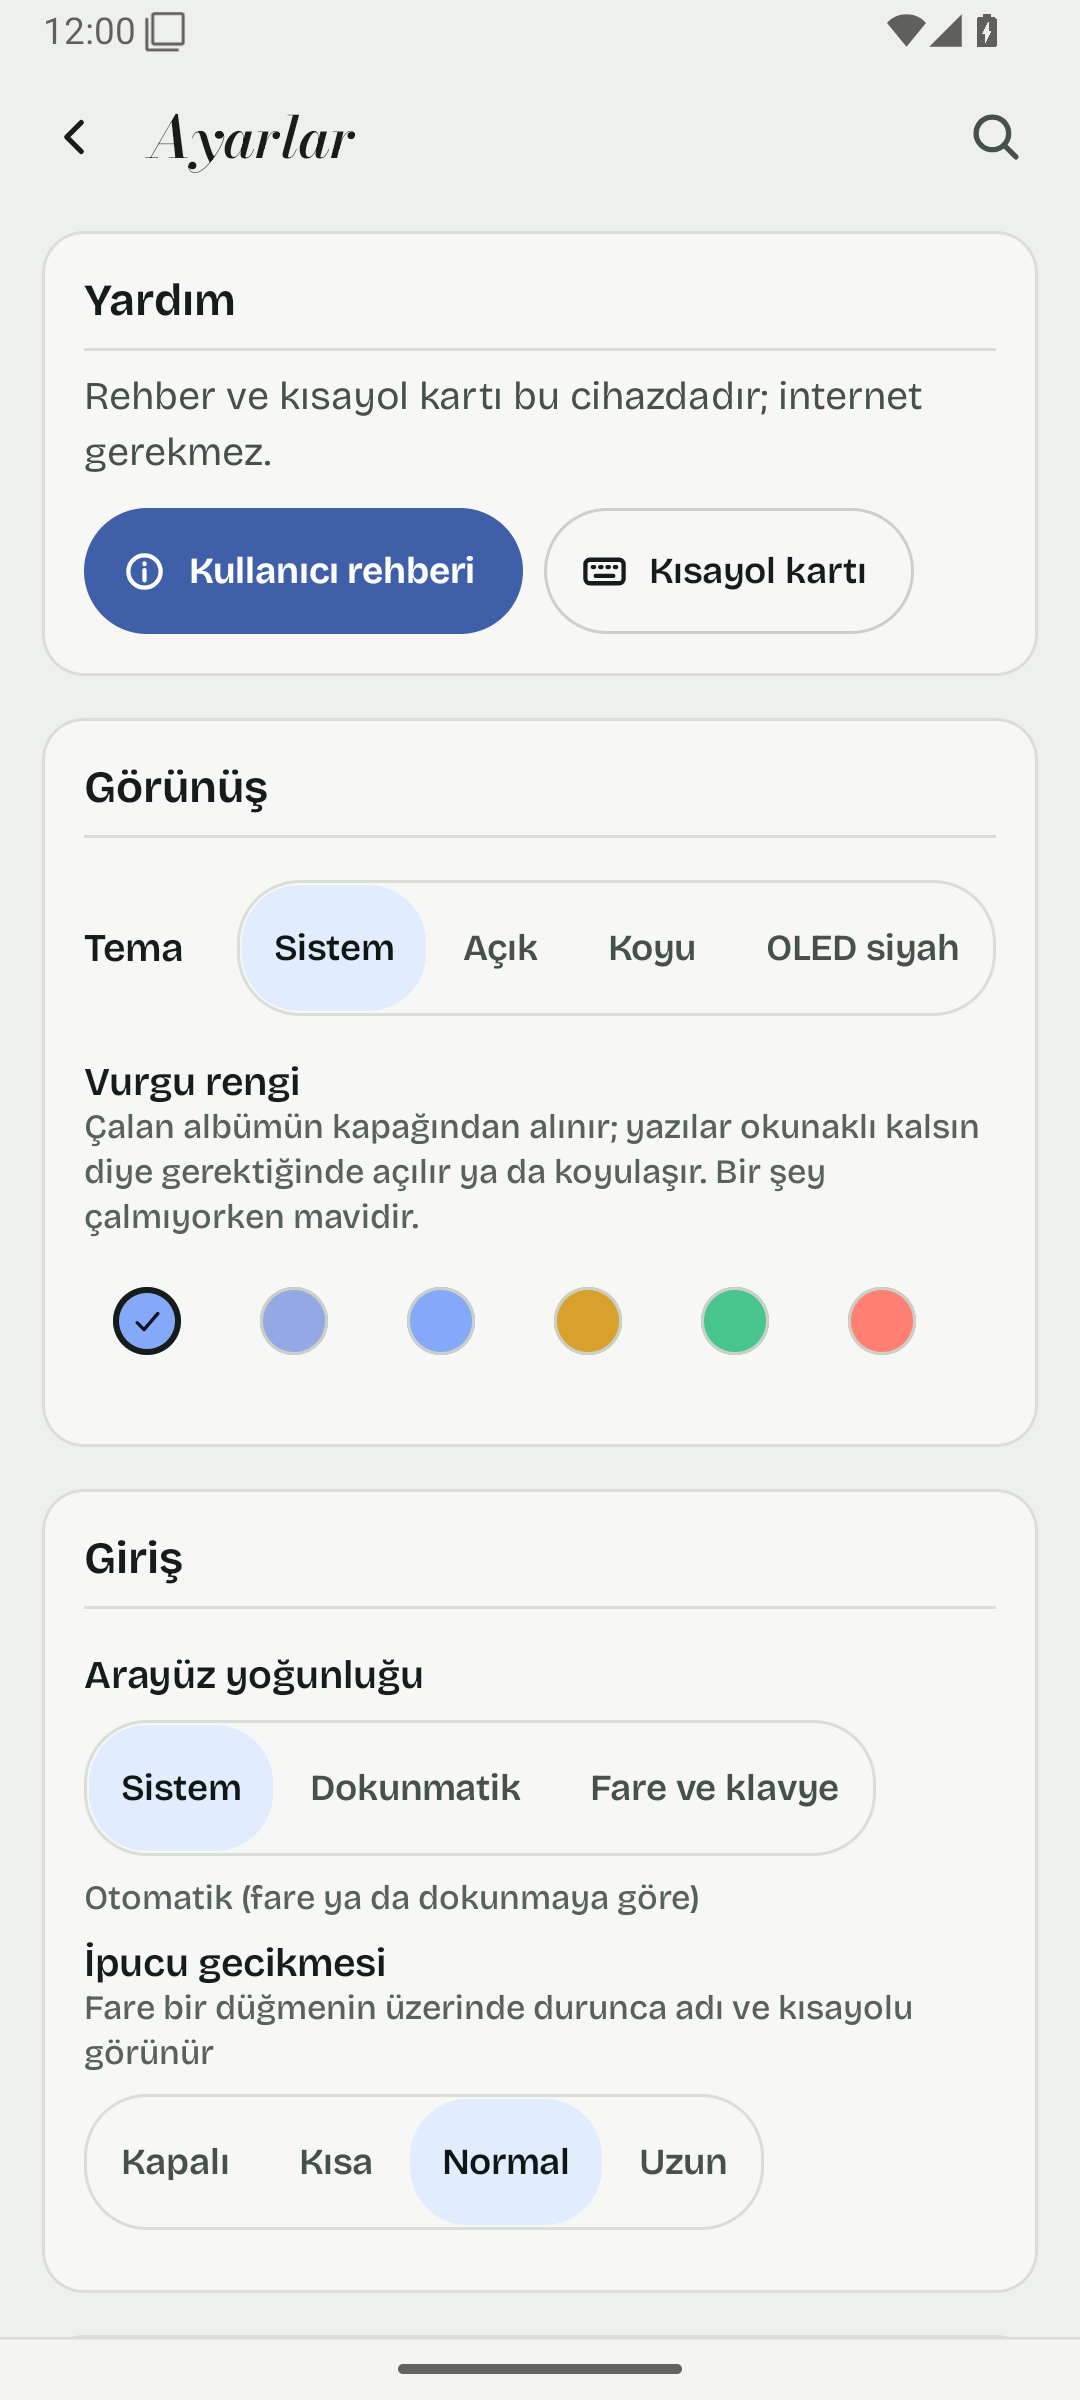 12:00
Ayarlar
Yardım
Rehber ve kısayol kartı bu cihazdadır; internet
gerekmez.
Kullanıcı rehberi
Kısayol kartı
Görünüş
Tema
Sistem
Açık
Koyu
OLED siyah
Vurgu rengi
Çalan albümün kapağından alınır; yazılar okunaklı kalsın
diye gerektiğinde açılır ya da koyulaşır. Bir şey
çalmıyorken mavidir.
Giriş
Arayüz yoğunluğu
Sistem
Dokunmatik
Fare ve klavye
Otomatik (fare ya da dokunmaya göre)
İpucu gecikmesi
Fare bir düğmenin üzerinde durunca adı ve kısayolu
görünür
Kapalı
Kısa
Normal
Uzun